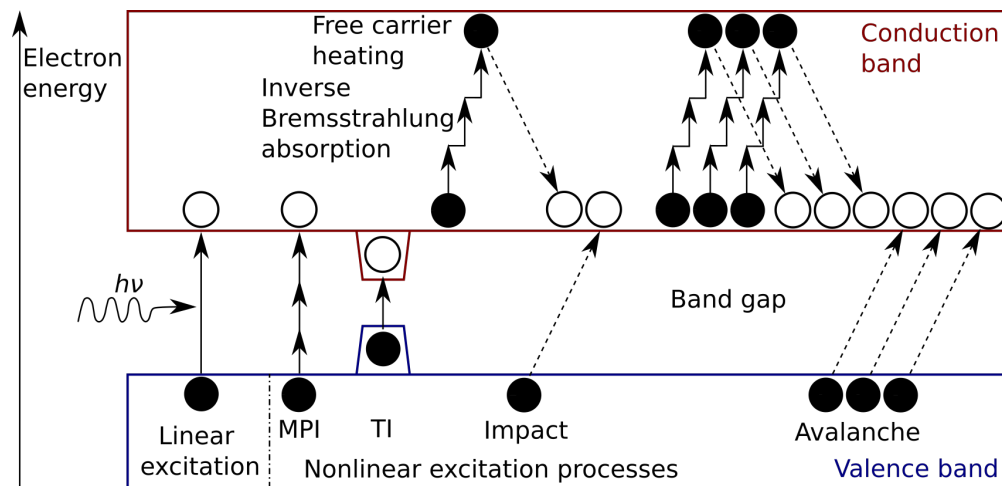 Electron
energy
Free carrier
heating
Inverse
Bremsstrahlung
absorption
Conduction
band
hν
Band gap
Linear
excitation
MPI
TI
Impact
Avalanche
Nonlinear excitation processes
Valence band